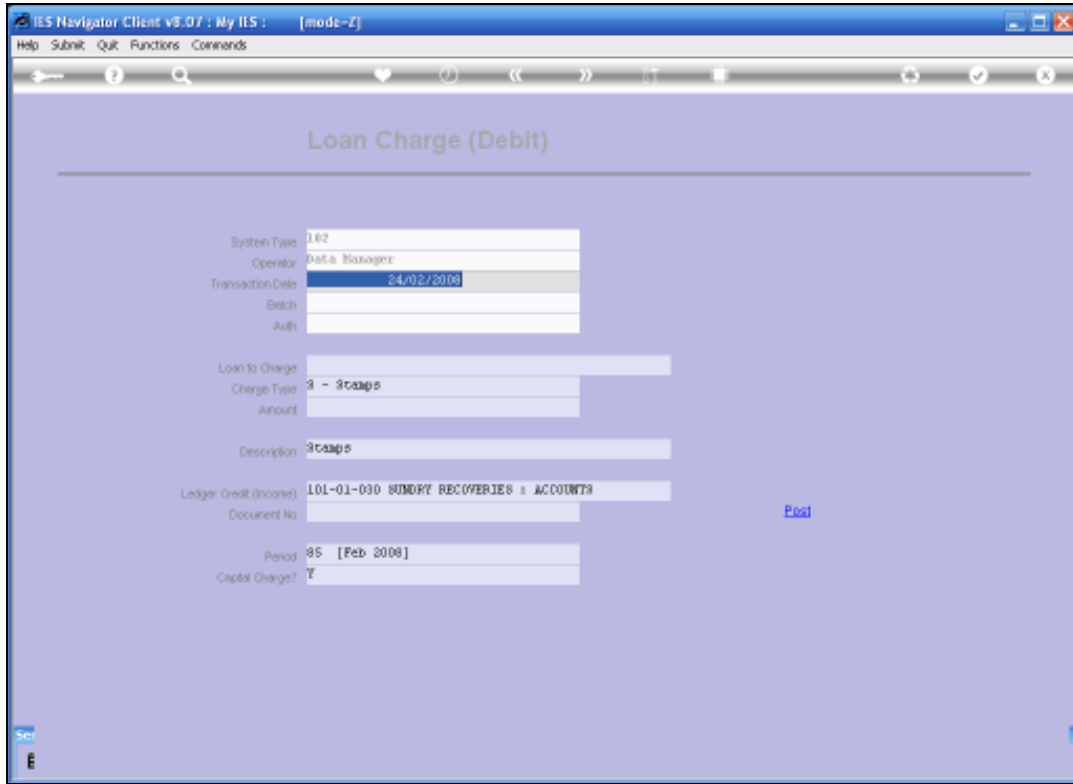 IES Navigator Client v8.07 : My IES : [mode-Z]
Help Submit Quit Functions Commands
Loan Charge (Debit)
System Type 102
Operator Data Manager
Transaction Date 24/02/2008
Batch
Auth
Loan to Charge
Charge Type S - Stamps
Amount
Description Stamps
Ledger Credit (Income) 101-01-030 SUNDRY RECOVERIES : ACCOUNTS
Document No
Post
Period 85 [Feb 2008]
Capital Charge? Y